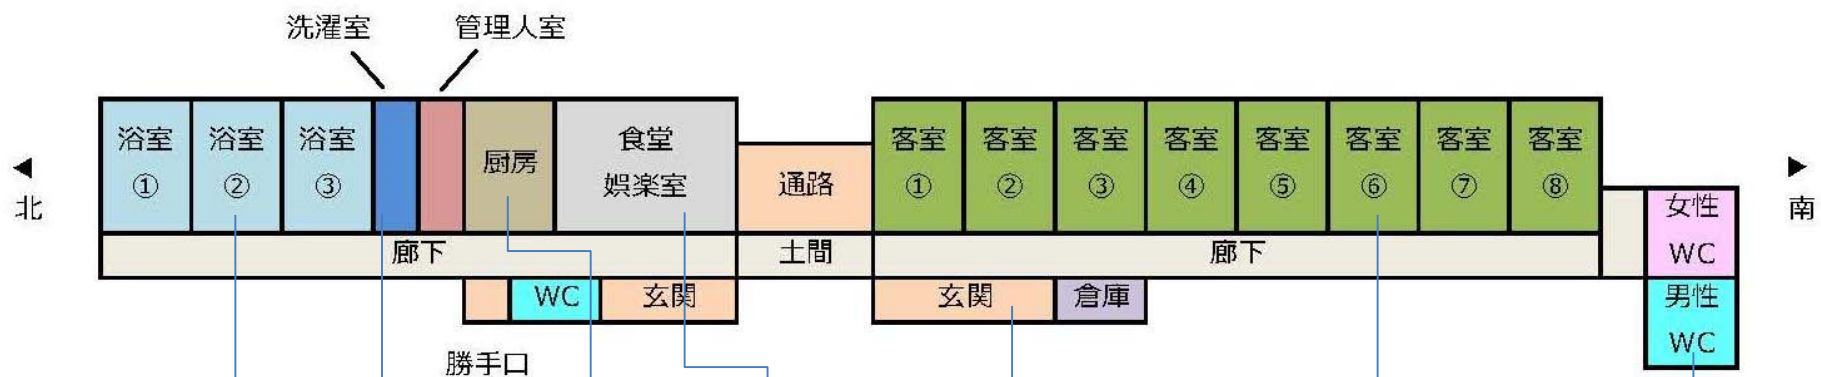 洗濯室
管理人室
浴室
①
浴室
②
浴室
③
厨房
食堂
娯楽室
通路
客室
①
客室
②
客室
③
客室
④
客室
⑤
客室
⑥
客室
⑦
客室
⑧
◀
北
▶
南
女性
WC
廊下
土間
廊下
WC
玄関
玄関
倉庫
男性
WC
勝手口